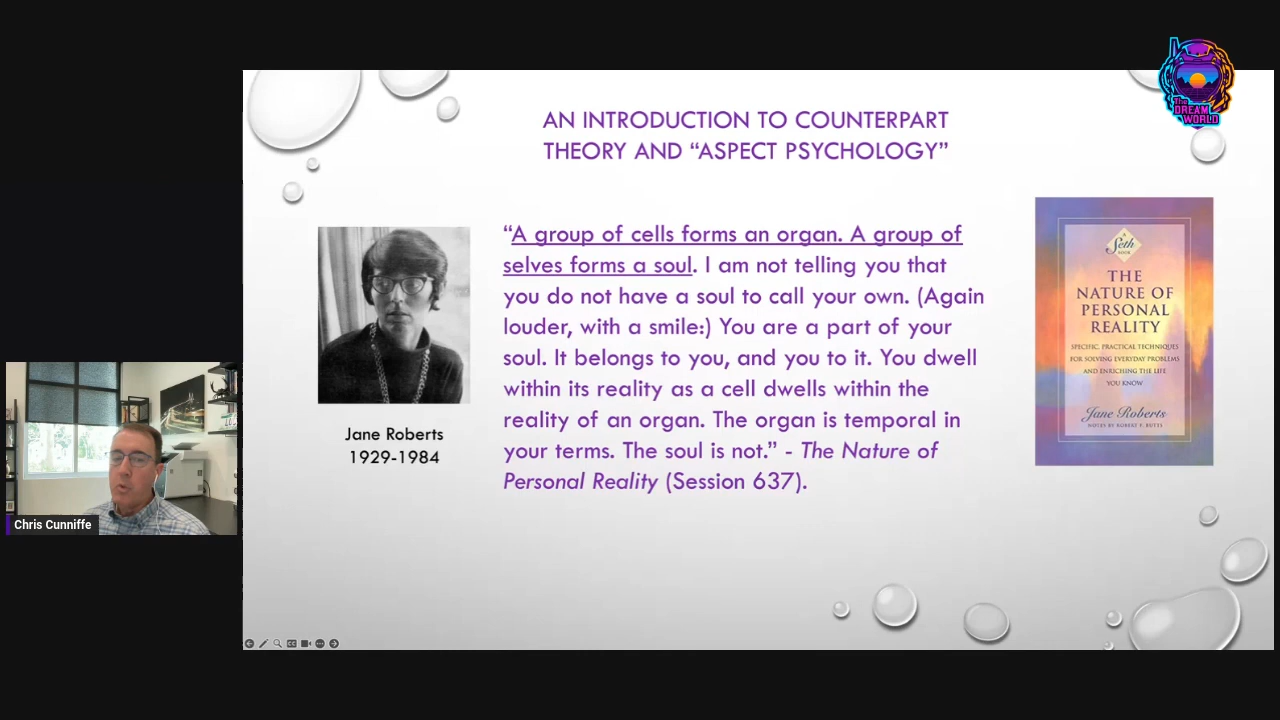 The
DREAM
WORLD
AN INTRODUCTION TO COUNTERPART
THEORY AND “ASPECT PSYCHOLOGY”
“A group of cells forms an organ. A group of
selves forms a soul. I am not telling you that
you do not have a soul to call your own. (Again
louder, with a smile:) You are a part of your
soul. It belongs to you, and you to it. You dwell
within its reality as a cell dwells within the
reality of an organ. The organ is temporal in
your terms. The soul is not.” - The Nature of
Personal Reality (Session 637).
Jane Roberts
1929-1984
A
Seth
BOOK
THE
NATURE OF
PERSONAL
REALITY
SPECIFIC, PRACTICAL TECHNIQUES
FOR SOLVING EVERYDAY PROBLEMS
AND ENRICHING THE LIFE
YOU KNOW
Jane Roberts
NOTES BY ROBERT F. BUTTS
Chris Cunniffe